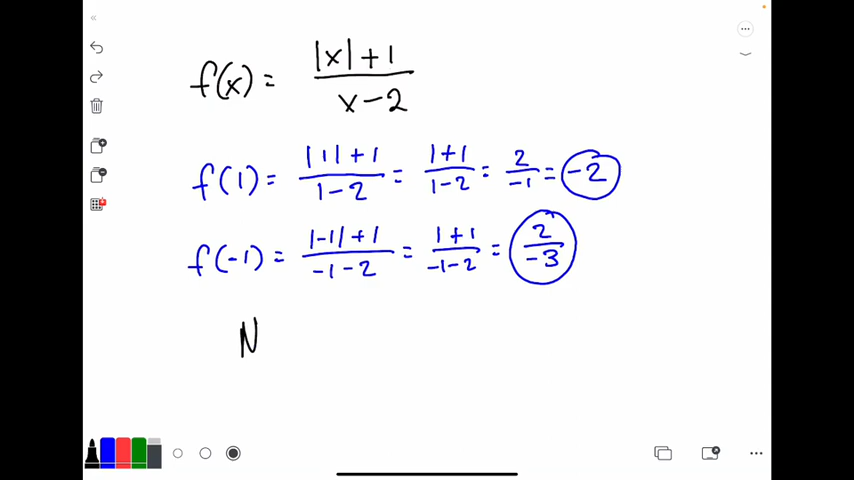 f(x) = (|x| + 1)/(x - 2)
f(1) = (|1| + 1)/(1 - 2) = (1 + 1)/(1 - 2) = 2/-1 = -2
f(-1) = (|-1| + 1)/(-1 - 2) = (1 + 1)/(-1 - 2) = 2/-3
N